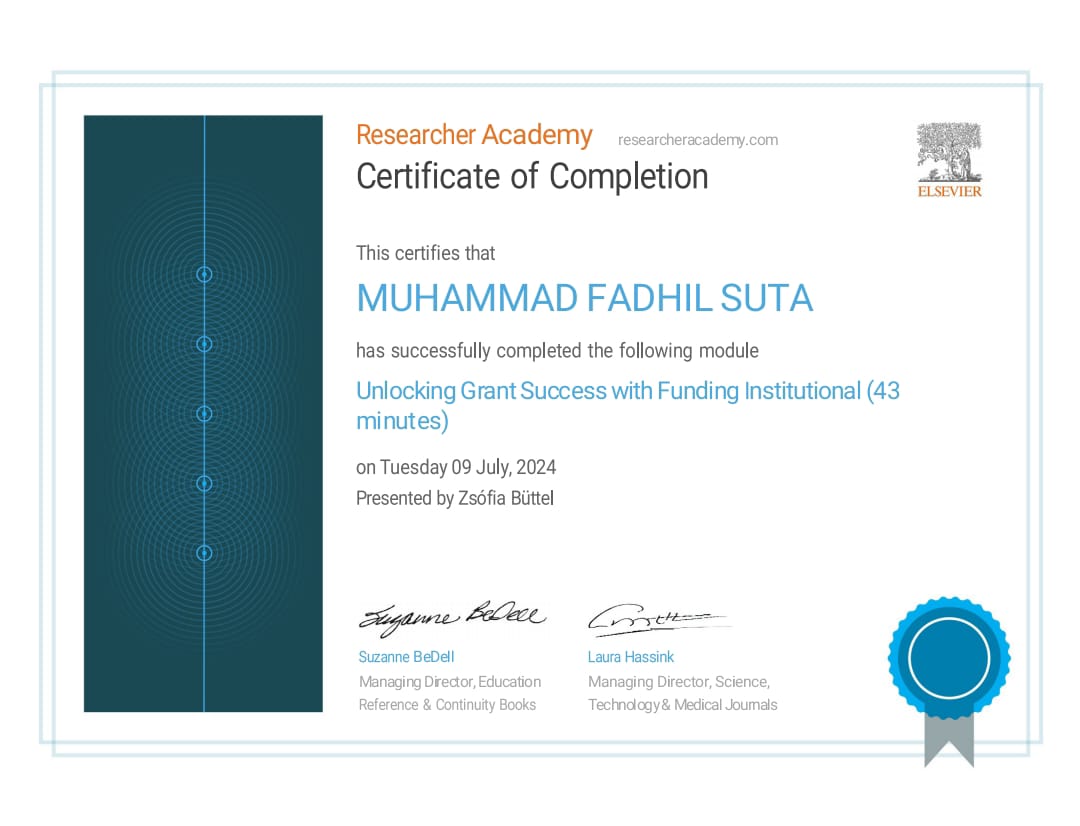 Researcher Academy researcheracademy.com
Certificate of Completion
ELSEVIER
This certifies that
MUHAMMAD FADHIL SUTA
has successfully completed the following module
Unlocking Grant Success with Funding Institutional (43
minutes)
on Tuesday 09 July, 2024
Presented by Zsófia Büttel
Suzanne BeDell
Suzanne BeDell
Managing Director, Education
Reference & Continuity Books
Laura Hassink
Managing Director, Science,
Technology & Medical Journals